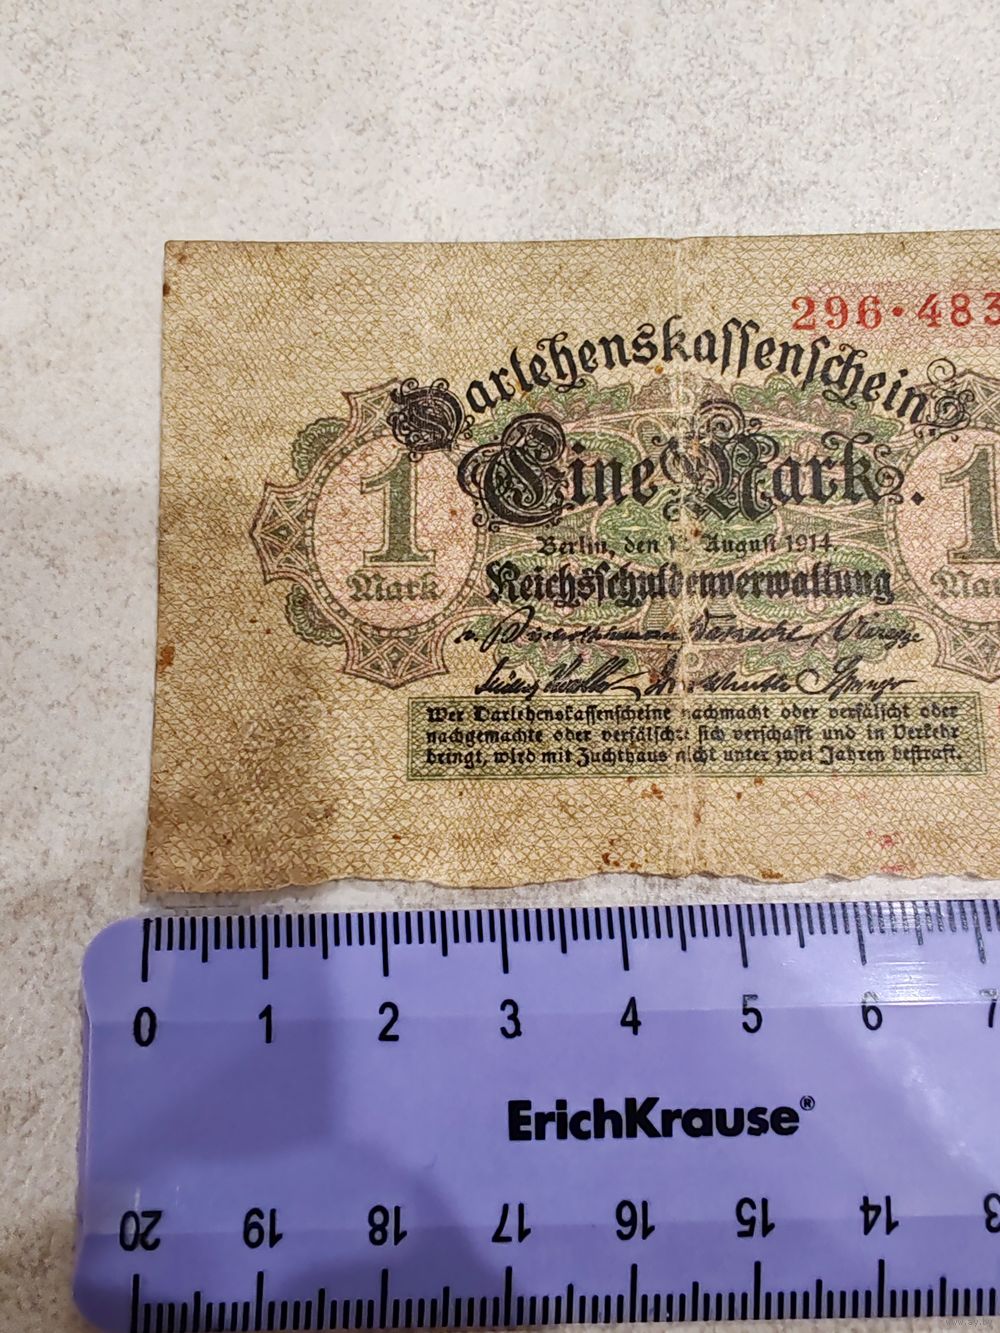 296·483
Darlehenskassenschein
Eine Mark.
1
Mark
1
Berlin, den 12. August 1914.
Reichsschuldenverwaltung
Wer Darlehenskassenscheine nachmacht oder verfälscht oder
nachgemachte oder verfälschte sich verschafft und in Verkehr
bringt, wird mit Zuchthaus nicht unter zwei Jahren bestraft.
0 1 2 3 4 5 6 7
ErichKrause®
20 19 18 17 16 15 14